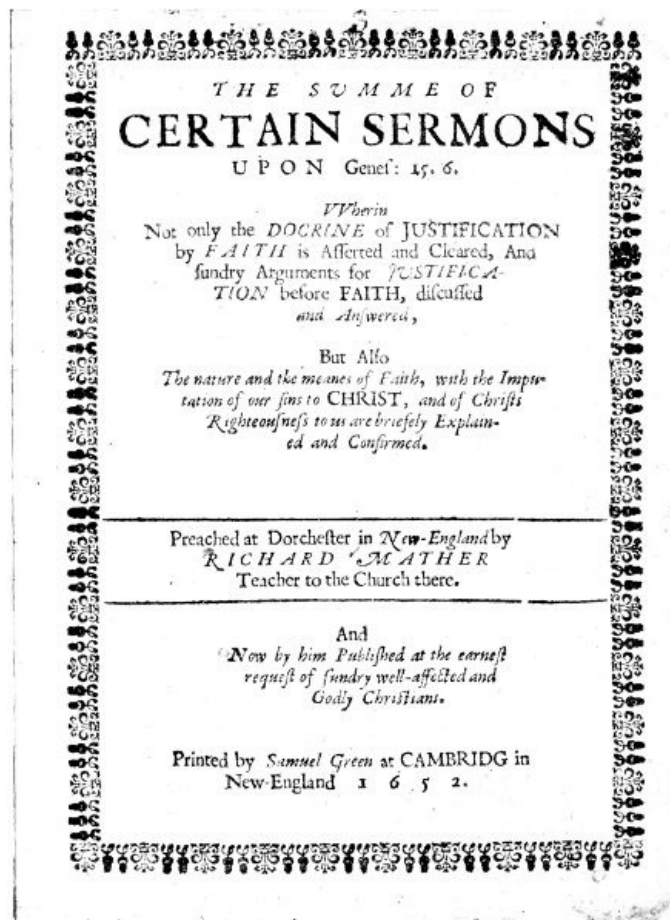 THE SVMME OF
CERTAIN SERMONS
UPON Geneſ: 15. 6.
VVherin
Not only the DOCRINE of JUSTIFICATION
by FAITH is Aſſerted and Cleared, And
ſundry Arguments for JVSTIFICA-
TION before FAITH, diſcuſſed
and Anſwered,
But Alſo
The nature and the meanes of Faith, with the Impu-
tation of our ſins to CHRIST, and of Chriſts
Righteouſneſs to us are briefely Explain-
ed and Confirmed.
Preached at Dorcheſter in New-England by
RICHARD MATHER
Teacher to the Church there.
And
Now by him Publiſhed at the earneſt
requeſt of ſundry well-affected and
Godly Chriſtians.
Printed by Samuel Green at CAMBRIDG in
New-England 1 6 5 2.